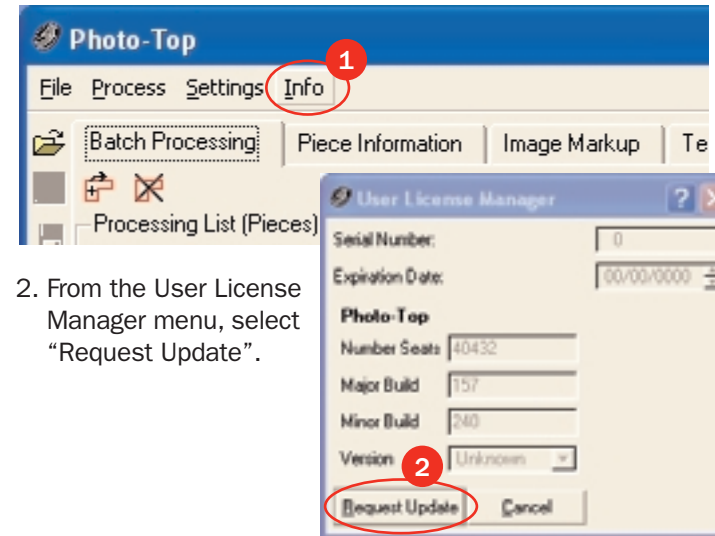 Photo-Top
1
File Process Settings Info
Batch Processing Piece Information Image Markup Te
Processing List (Pieces)
User License Manager ?
Serial Number: 0
Expiration Date: 00/00/0000
2. From the User License
Manager menu, select
“Request Update”.
Photo-Top
Number Seats 40432
Major Build 157
Minor Build 240
Version Unknown
2
Request Update Cancel